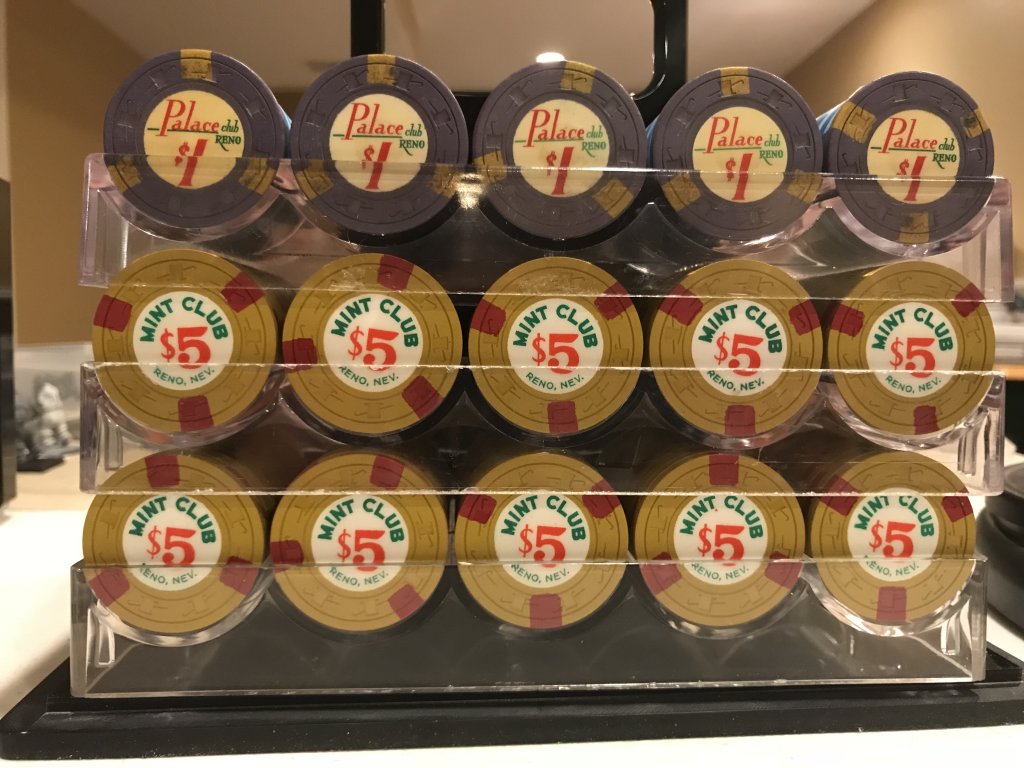 Palace club
RENO
$1
Palace club
RENO
$1
Palace club
RENO
$1
Palace club
RENO
$1
Palace club
RENO
$1
MINT CLUB
$5
RENO, NEV.
MINT CLUB
$5
RENO, NEV.
MINT CLUB
$5
RENO, NEV.
MINT CLUB
$5
RENO, NEV.
MINT CLUB
$5
RENO, NEV.
MINT CLUB
$5
RENO, NEV.
MINT CLUB
$5
RENO, NEV.
MINT CLUB
$5
RENO, NEV.
MINT CLUB
$5
RENO, NEV.
MINT CLUB
$5
RENO, NEV.